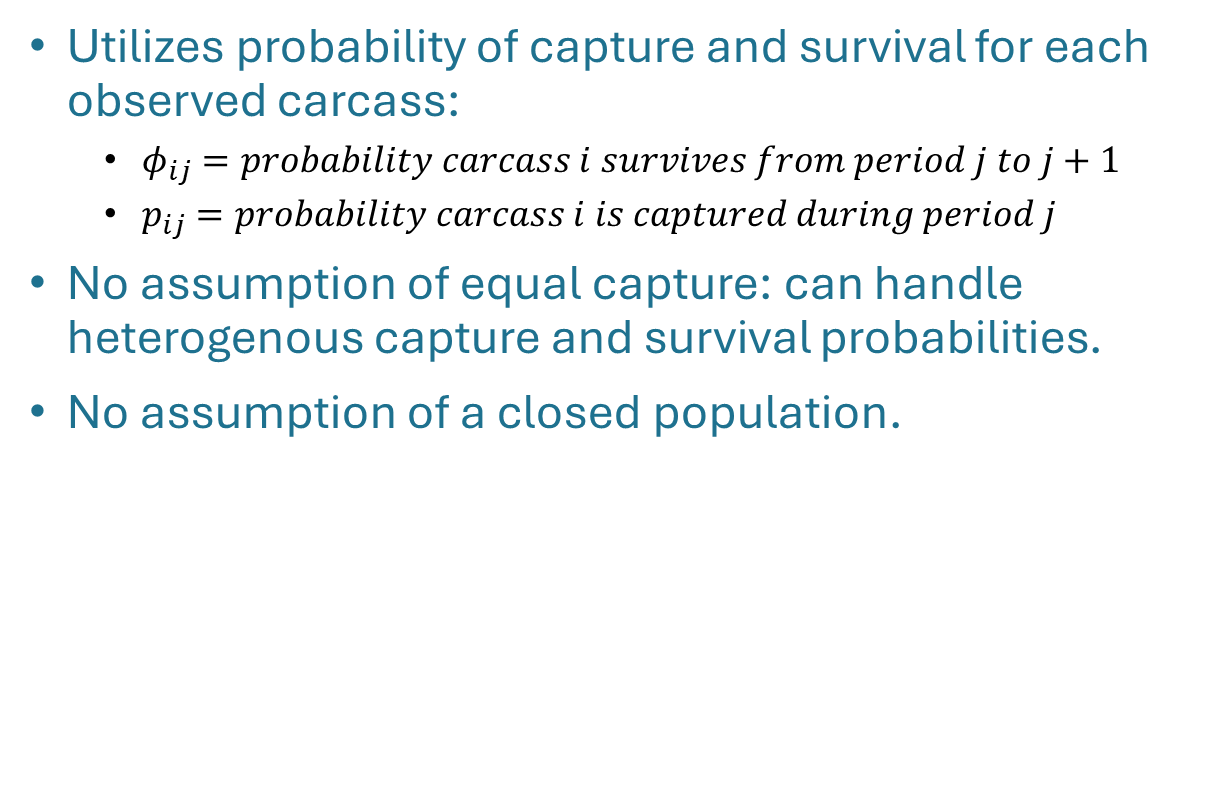 • Utilizes probability of capture and survival for each
observed carcass:
• ϕᵢⱼ = probability carcass i survives from period j to j + 1
• pᵢⱼ = probability carcass i is captured during period j
• No assumption of equal capture: can handle
heterogenous capture and survival probabilities.
• No assumption of a closed population.